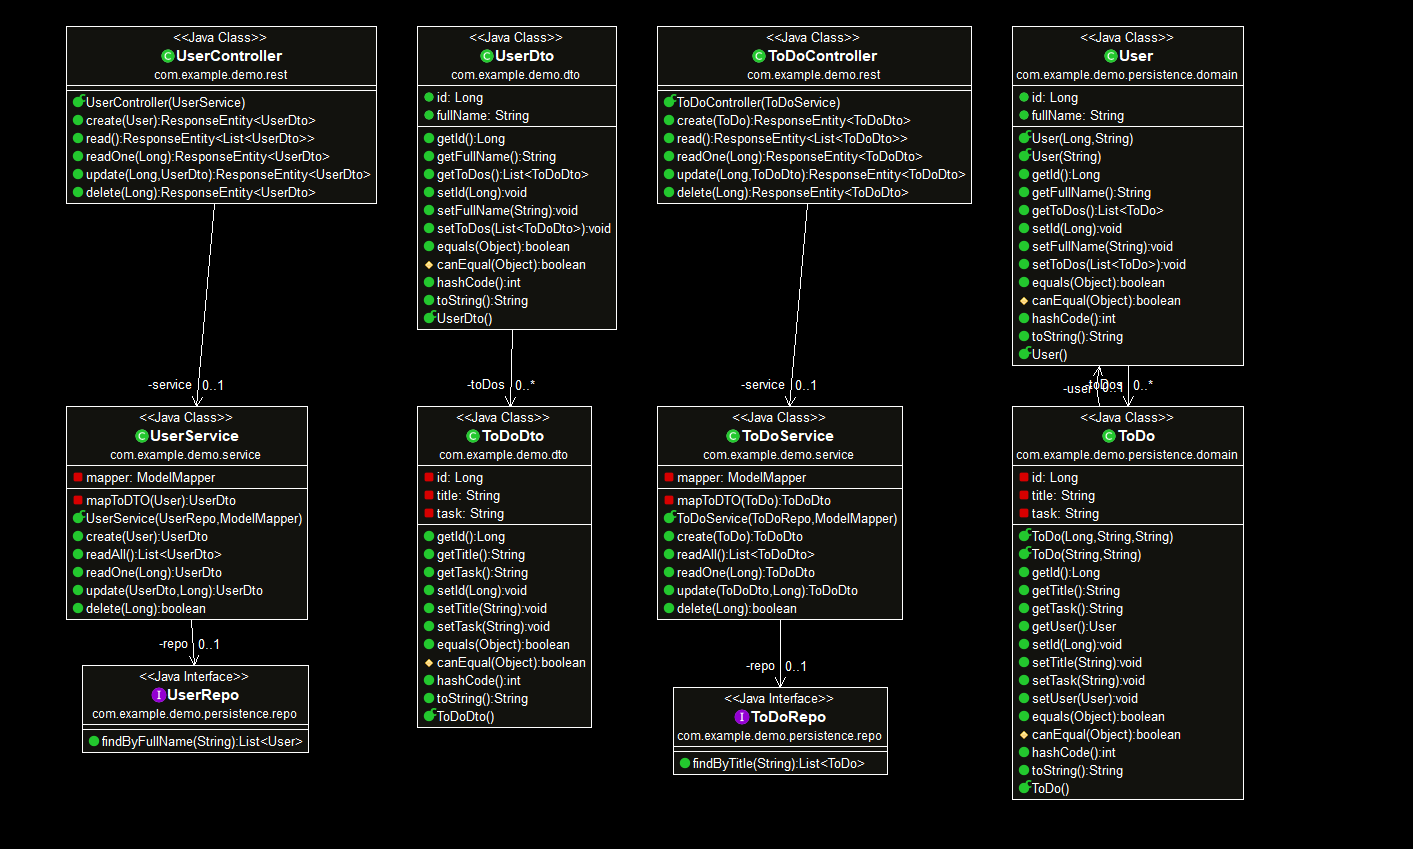 <<Java Class>>
UserController
com.example.demo.rest
UserController(UserService)
create(User):ResponseEntity<UserDto>
read():ResponseEntity<List<UserDto>>
readOne(Long):ResponseEntity<UserDto>
update(Long,UserDto):ResponseEntity<UserDto>
delete(Long):ResponseEntity<UserDto>
<<Java Class>>
UserDto
com.example.demo.dto
id: Long
fullName: String
getId():Long
getFullName():String
getToDos():List<ToDoDto>
setId(Long):void
setFullName(String):void
setToDos(List<ToDoDto>):void
equals(Object):boolean
canEqual(Object):boolean
hashCode():int
toString():String
UserDto()
<<Java Class>>
ToDoController
com.example.demo.rest
ToDoController(ToDoService)
create(ToDo):ResponseEntity<ToDoDto>
read():ResponseEntity<List<ToDoDto>>
readOne(Long):ResponseEntity<ToDoDto>
update(Long,ToDoDto):ResponseEntity<ToDoDto>
delete(Long):ResponseEntity<ToDoDto>
<<Java Class>>
User
com.example.demo.persistence.domain
id: Long
fullName: String
User(Long,String)
User(String)
getId():Long
getFullName():String
getToDos():List<ToDo>
setId(Long):void
setFullName(String):void
setToDos(List<ToDo>):void
equals(Object):boolean
canEqual(Object):boolean
hashCode():int
toString():String
User()
-service 0..1
-toDos 0..*
-service 0..1
-user 0..1
-toDos 0..*
<<Java Class>>
UserService
com.example.demo.service
mapper: ModelMapper
mapToDTO(User):UserDto
UserService(UserRepo,ModelMapper)
create(User):UserDto
readAll():List<UserDto>
readOne(Long):UserDto
update(UserDto,Long):UserDto
delete(Long):boolean
-repo 0..1
<<Java Interface>>
UserRepo
com.example.demo.persistence.repo
findByFullName(String):List<User>
<<Java Class>>
ToDoDto
com.example.demo.dto
id: Long
title: String
task: String
getId():Long
getTitle():String
getTask():String
setId(Long):void
setTitle(String):void
setTask(String):void
equals(Object):boolean
canEqual(Object):boolean
hashCode():int
toString():String
ToDoDto()
<<Java Class>>
ToDoService
com.example.demo.service
mapper: ModelMapper
mapToDTO(ToDo):ToDoDto
ToDoService(ToDoRepo,ModelMapper)
create(ToDo):ToDoDto
readAll():List<ToDoDto>
readOne(Long):ToDoDto
update(ToDoDto,Long):ToDoDto
delete(Long):boolean
-repo 0..1
<<Java Interface>>
ToDoRepo
com.example.demo.persistence.repo
findByTitle(String):List<ToDo>
<<Java Class>>
ToDo
com.example.demo.persistence.domain
id: Long
title: String
task: String
ToDo(Long,String,String)
ToDo(String,String)
getId():Long
getTitle():String
getTask():String
getUser():User
setId(Long):void
setTitle(String):void
setTask(String):void
setUser(User):void
equals(Object):boolean
canEqual(Object):boolean
hashCode():int
toString():String
ToDo()